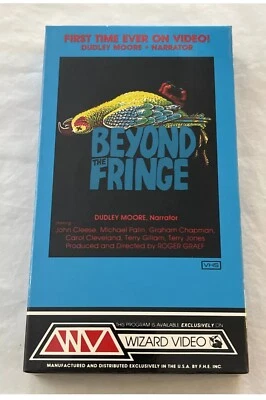 FIRST TIME EVER ON VIDEO!
DUDLEY MOORE • NARRATOR
BEYOND
THE
FRINGE
DUDLEY MOORE, Narrator
Starring
John Cleese, Michael Palin, Graham Chapman,
Carol Cleveland, Terry Gilliam, Terry Jones
Produced and Directed by ROGER GRAEF
VHS
THIS PROGRAM IS AVAILABLE EXCLUSIVELY ON
WV
WIZARD VIDEO
MANUFACTURED AND DISTRIBUTED EXCLUSIVELY IN THE U.S.A. BY F.H.E. INC.